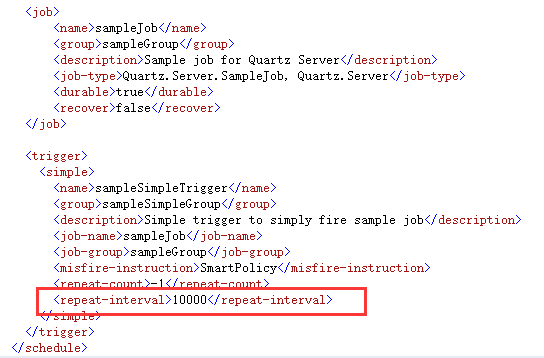 <job>
<name>sampleJob</name>
<group>sampleGroup</group>
<description>Sample job for Quartz Server</description>
<job-type>Quartz.Server.SampleJob, Quartz.Server</job-type>
<durable>true</durable>
<recover>false</recover>
</job>
<trigger>
<simple>
<name>sampleSimpleTrigger</name>
<group>sampleSimpleGroup</group>
<description>Simple trigger to simply fire sample job</description>
<job-name>sampleJob</job-name>
<job-group>sampleGroup</job-group>
<misfire-instruction>SmartPolicy</misfire-instruction>
<repeat-count>-1</repeat-count>
<repeat-interval>10000</repeat-interval>
</simple>
</trigger>
</schedule>